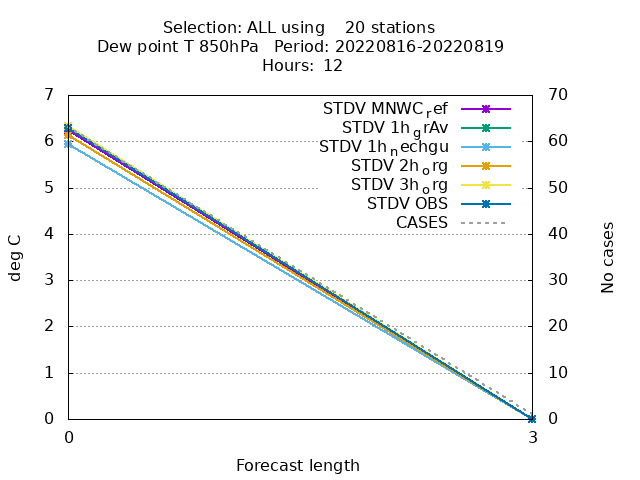 Selection: ALL using 20 stations
Dew point T 850hPa Period: 20220816-20220819
Hours: 12
7 70
STDV MNWC_ref
STDV 1h_grAv
6 60
STDV 1h_nechgu
STDV 2h_org
5 50
STDV 3h_org
STDV OBS
CASES
4 40
deg C
No cases
3 30
2 20
1 10
0 0
0 3
Forecast length